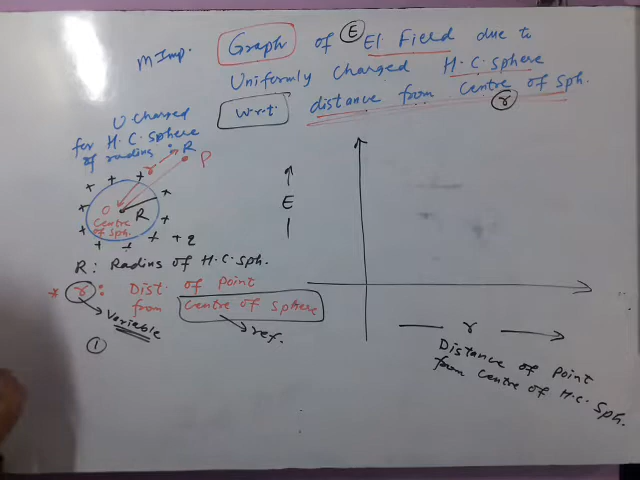 M Imp. Graph of (E) El. Field due to
Uniformly Charged H.C. Sphere
w.r.t. distance from centre of Sph.
(r)
U Charged
for H.C. Sphere
of radius : R
r
P
+ + + + + + + + + + + + q
O
R
Centre
of Sph.
R: Radius of H.C. Sph.
* r : Dist. of Point
from Centre of Sphere
Variable
ref.
①
E
r
Distance of Point
from Centre of H.C. Sph.